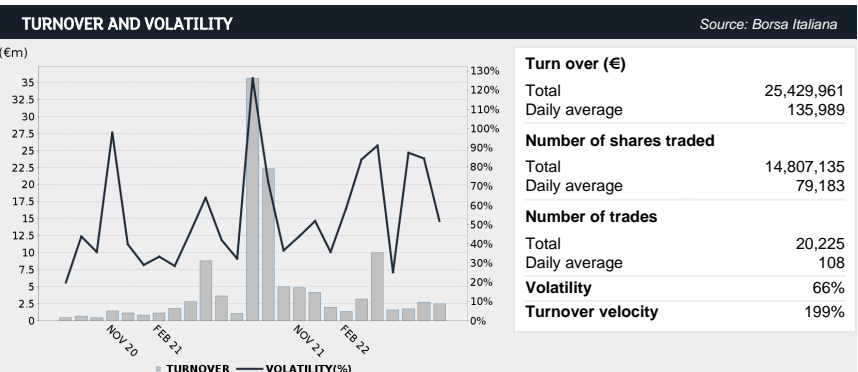 TURNOVER AND VOLATILITY Source: Borsa Italiana
(€m)
35
32.5
30
27.5
25
22.5
20
17.5
15
12.5
10
7.5
5
2.5
0
130%
120%
110%
100%
90%
80%
70%
60%
50%
40%
30%
20%
10%
0%
NOV 20
FEB 21
NOV 21
FEB 22
TURNOVER VOLATILITY(%)
Turn over (€)
Total 25,429,961
Daily average 135,989
Number of shares traded
Total 14,807,135
Daily average 79,183
Number of trades
Total 20,225
Daily average 108
Volatility 66%
Turnover velocity 199%